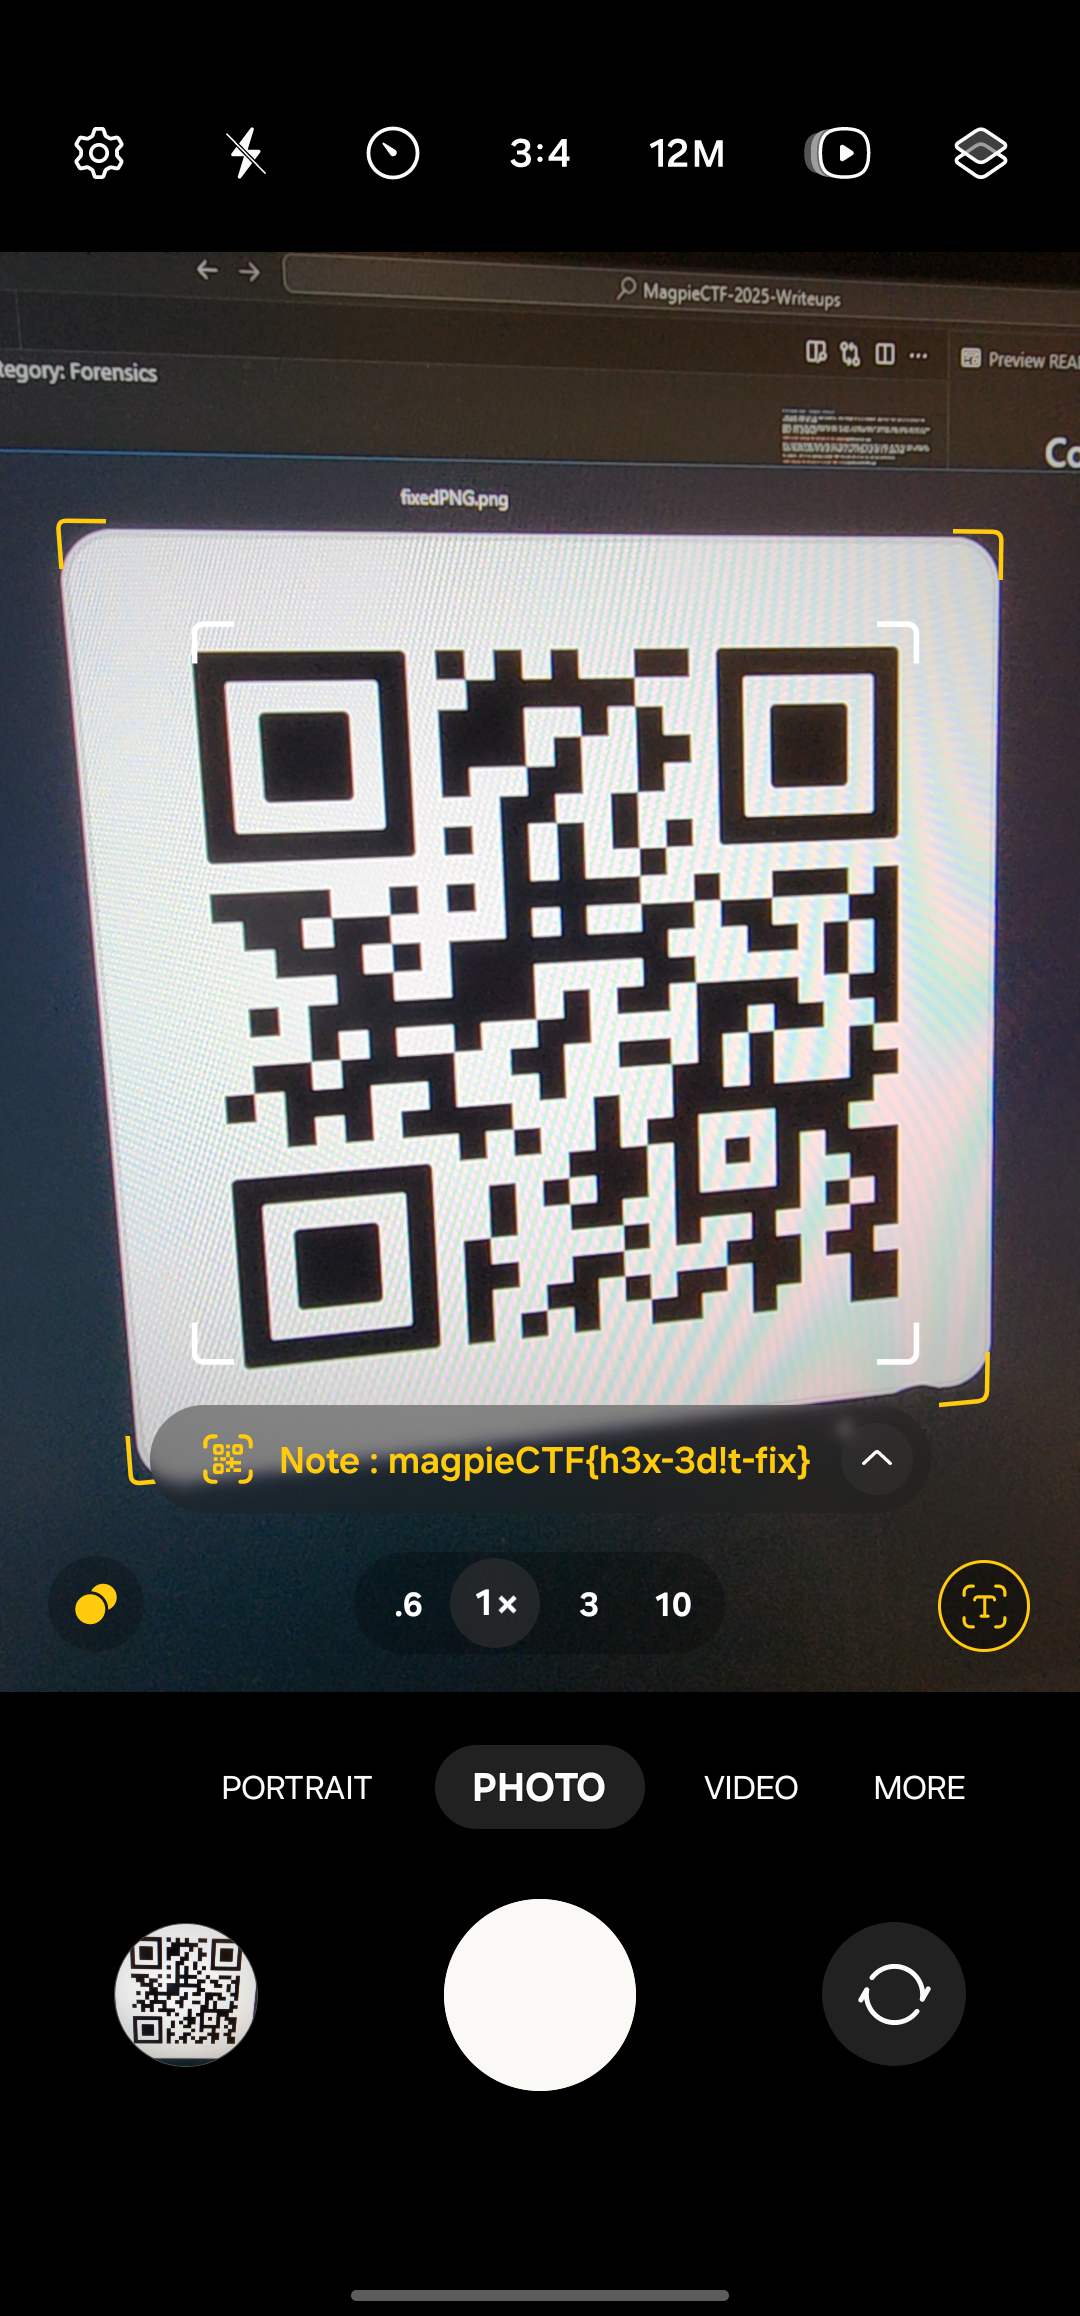 3:4
12M
MagpieCTF-2025-Writeups
tegory: Forensics
Preview REA
Co
fixedPNG.png
Note : magpieCTF{h3x-3d!t-fix}
.6
1×
3
10
T
PORTRAIT
PHOTO
VIDEO
MORE